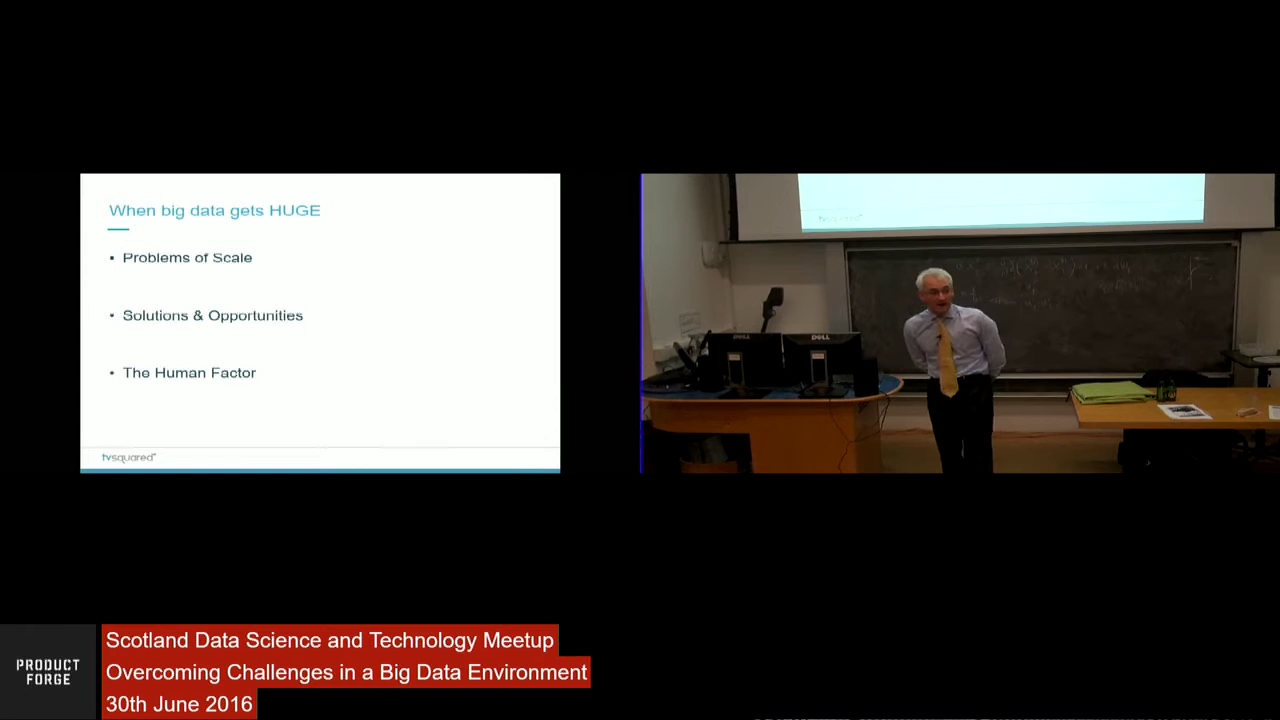 When big data gets HUGE
• Problems of Scale
• Solutions & Opportunities
• The Human Factor
tvsquared
tvsquared
DELL
DELL
PRODUCT
FORGE
Scotland Data Science and Technology Meetup
Overcoming Challenges in a Big Data Environment
30th June 2016